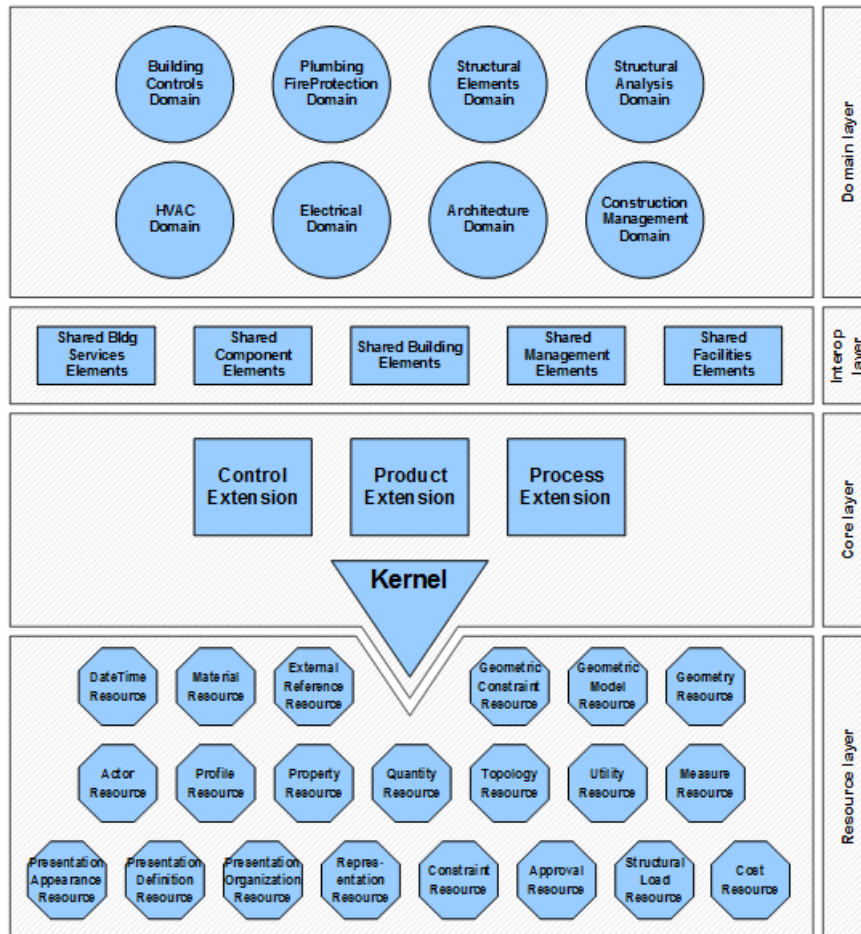 Building
Controls
Domain
Plumbing
FireProtection
Domain
Structural
Elements
Domain
Structural
Analysis
Domain
HVAC
Domain
Electrical
Domain
Architecture
Domain
Construction
Management
Domain
Domain layer
Shared Bldg
Services
Elements
Shared
Component
Elements
Shared Building
Elements
Shared
Management
Elements
Shared
Facilities
Elements
Interop
layer
Control
Extension
Product
Extension
Process
Extension
Kernel
Core layer
DateTime
Resource
Material
Resource
External
Reference
Resource
Geometric
Constraint
Resource
Geometric
Model
Resource
Geometry
Resource
Actor
Resource
Profile
Resource
Property
Resource
Quantity
Resource
Topology
Resource
Utility
Resource
Measure
Resource
Presentation
Appearance
Resource
Presentation
Definition
Resource
Presentation
Organization
Resource
Repres-
entation
Resource
Constraint
Resource
Approval
Resource
Structural
Load
Resource
Cost
Resource
Resource layer